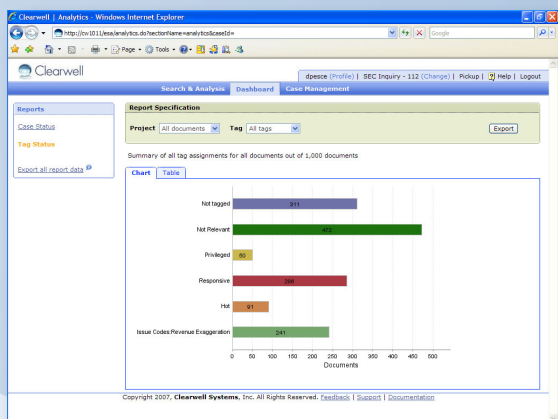 Clearwell | Analytics - Windows Internet Explorer
http://cw1011/esa/analytics.do?sectionName=analytics&caseId=
Google
Page Tools
Clearwell
dpesce (Profile) | SEC Inquiry - 112 (Change) | Pickup | Help | Logout
Search & Analysis Dashboard Case Management
Reports
Case Status
Tag Status
Export all report data
Report Specification
Project All documents Tag All tags Export
Summary of all tag assignments for all documents out of 1,000 documents
Chart Table
Not tagged 311
Not Relevant 472
Privileged 50
Responsive 286
Hot 91
Issue Codes:Revenue Exaggeration 241
0 50 100 150 200 250 300 350 400 450 500
Documents
Copyright 2007, Clearwell Systems, Inc. All Rights Reserved. Feedback | Support | Documentation